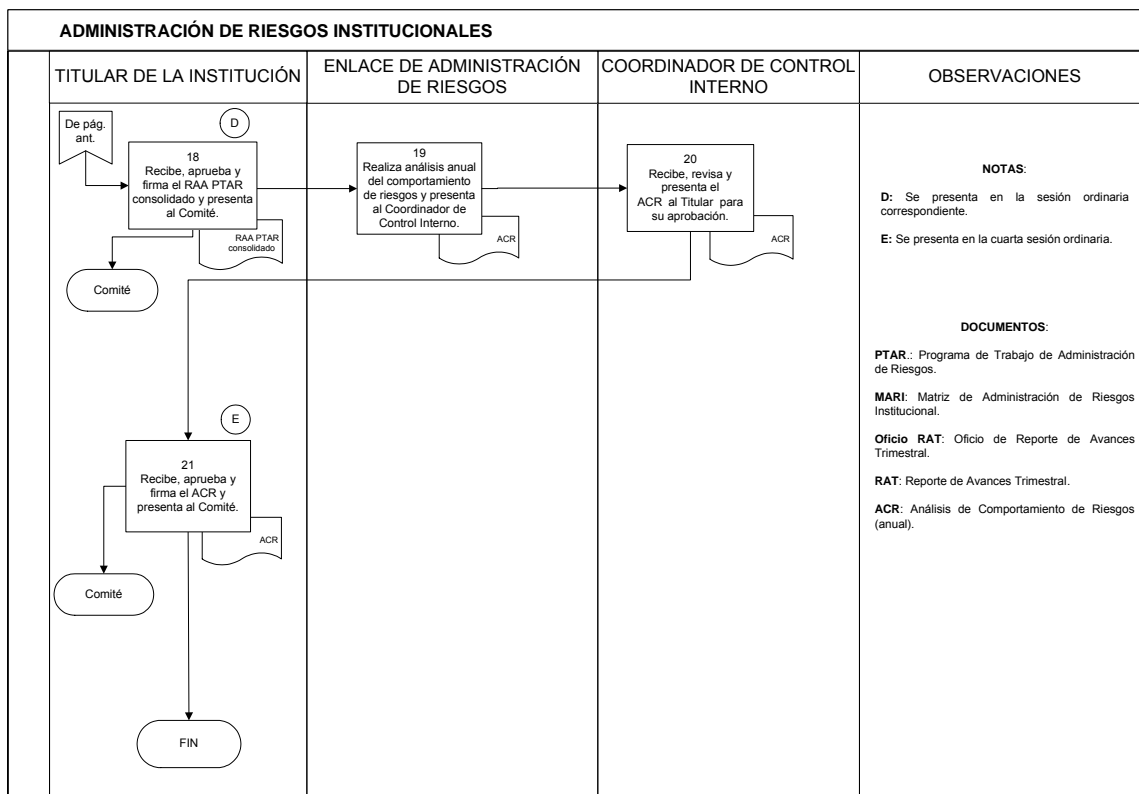 ADMINISTRACIÓN DE RIESGOS INSTITUCIONALES
TITULAR DE LA INSTITUCIÓN
ENLACE DE ADMINISTRACIÓN
DE RIESGOS
COORDINADOR DE CONTROL
INTERNO
OBSERVACIONES
De pág.
ant.
D
18
Recibe, aprueba y
firma el RAA PTAR
consolidado y presenta
al Comité.
RAA PTAR
consolidado
Comité
19
Realiza análisis anual
del comportamiento
de riesgos y presenta
al Coordinador de
Control Interno.
ACR
20
Recibe, revisa y
presenta el
ACR al Titular para
su aprobación.
ACR
E
21
Recibe, aprueba y
firma el ACR y
presenta al Comité.
ACR
Comité
FIN
NOTAS:
D: Se presenta en la sesión ordinaria
correspondiente.
E: Se presenta en la cuarta sesión ordinaria.
DOCUMENTOS:
PTAR.: Programa de Trabajo de Administración
de Riesgos.
MARI: Matriz de Administración de Riesgos
Institucional.
Oficio RAT: Oficio de Reporte de Avances
Trimestral.
RAT: Reporte de Avances Trimestral.
ACR: Análisis de Comportamiento de Riesgos
(anual).